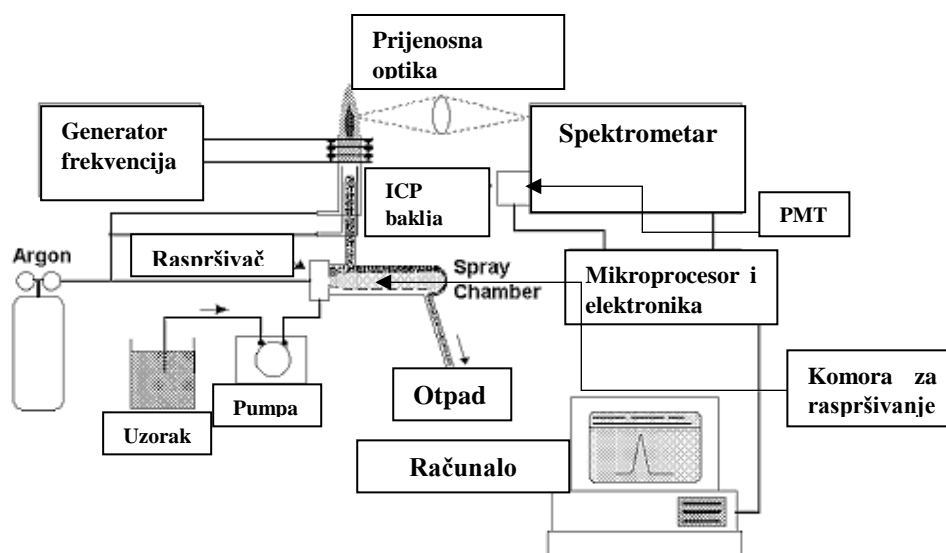 Prijenosna
optika
Generator
frekvencija
Spektrometar
ICP
baklja
PMT
Argon
Raspršivač
Spray
Chamber
Mikroprocesor i
elektronika
Komora za
raspršivanje
Otpad
Pumpa
Uzorak
Računalo